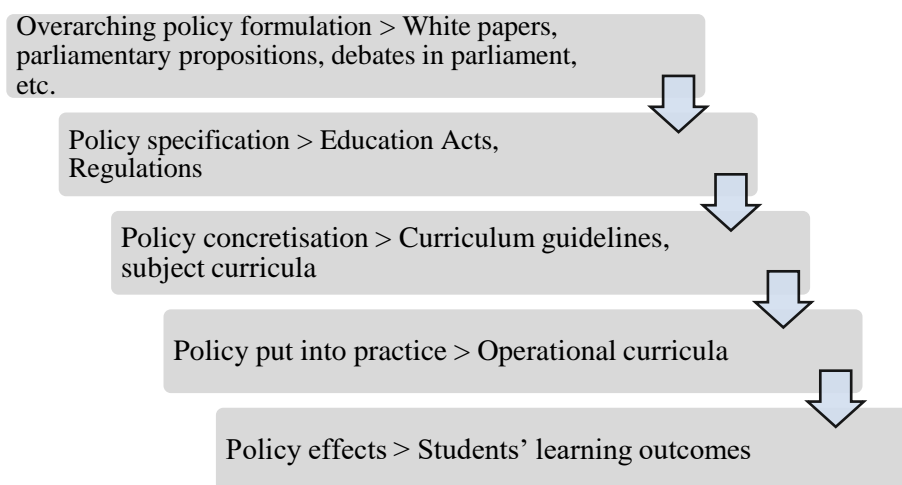 Overarching policy formulation > White papers,
parliamentary propositions, debates in parliament,
etc.
Policy specification > Education Acts,
Regulations
Policy concretisation > Curriculum guidelines,
subject curricula
Policy put into practice > Operational curricula
Policy effects > Students’ learning outcomes